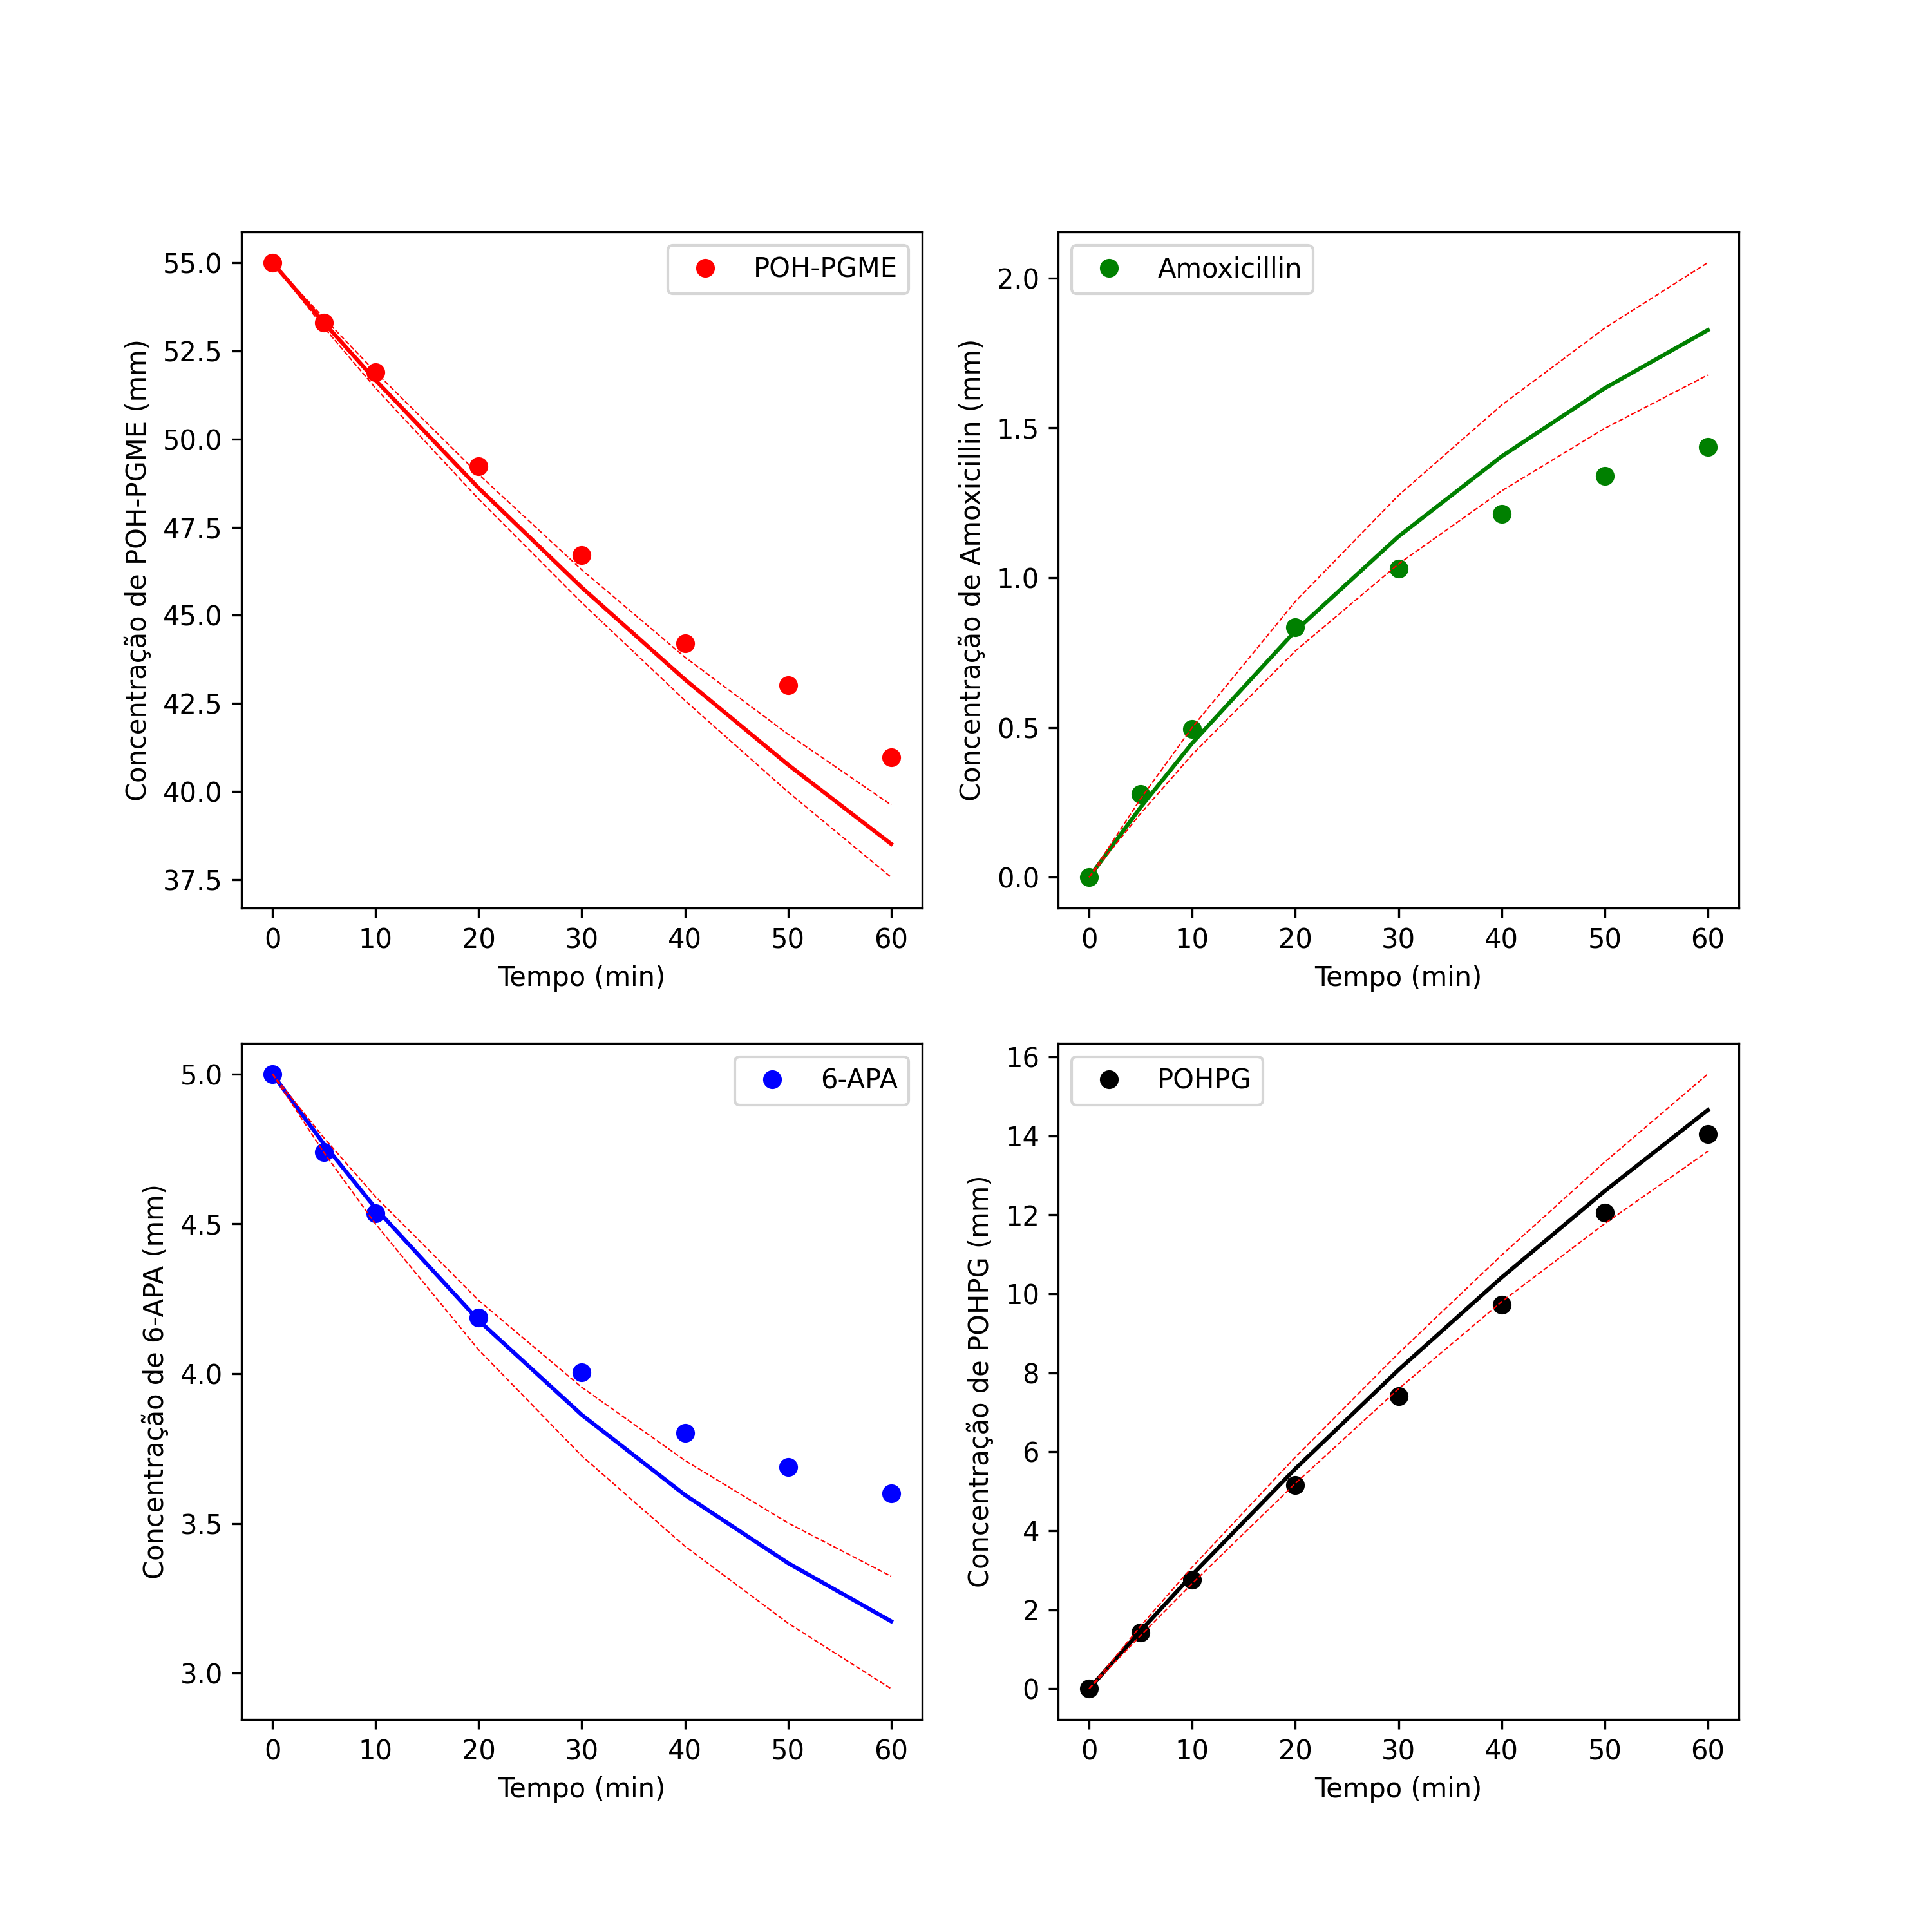 POH-PGME
55.0
52.5
50.0
47.5
45.0
42.5
40.0
37.5
Concentração de POH-PGME (mm)
0 10 20 30 40 50 60
Tempo (min)
Amoxicillin
2.0
1.5
1.0
0.5
0.0
Concentração de Amoxicillin (mm)
0 10 20 30 40 50 60
Tempo (min)
6-APA
5.0
4.5
4.0
3.5
3.0
Concentração de 6-APA (mm)
0 10 20 30 40 50 60
Tempo (min)
POHPG
16
14
12
10
8
6
4
2
0
Concentração de POHPG (mm)
0 10 20 30 40 50 60
Tempo (min)